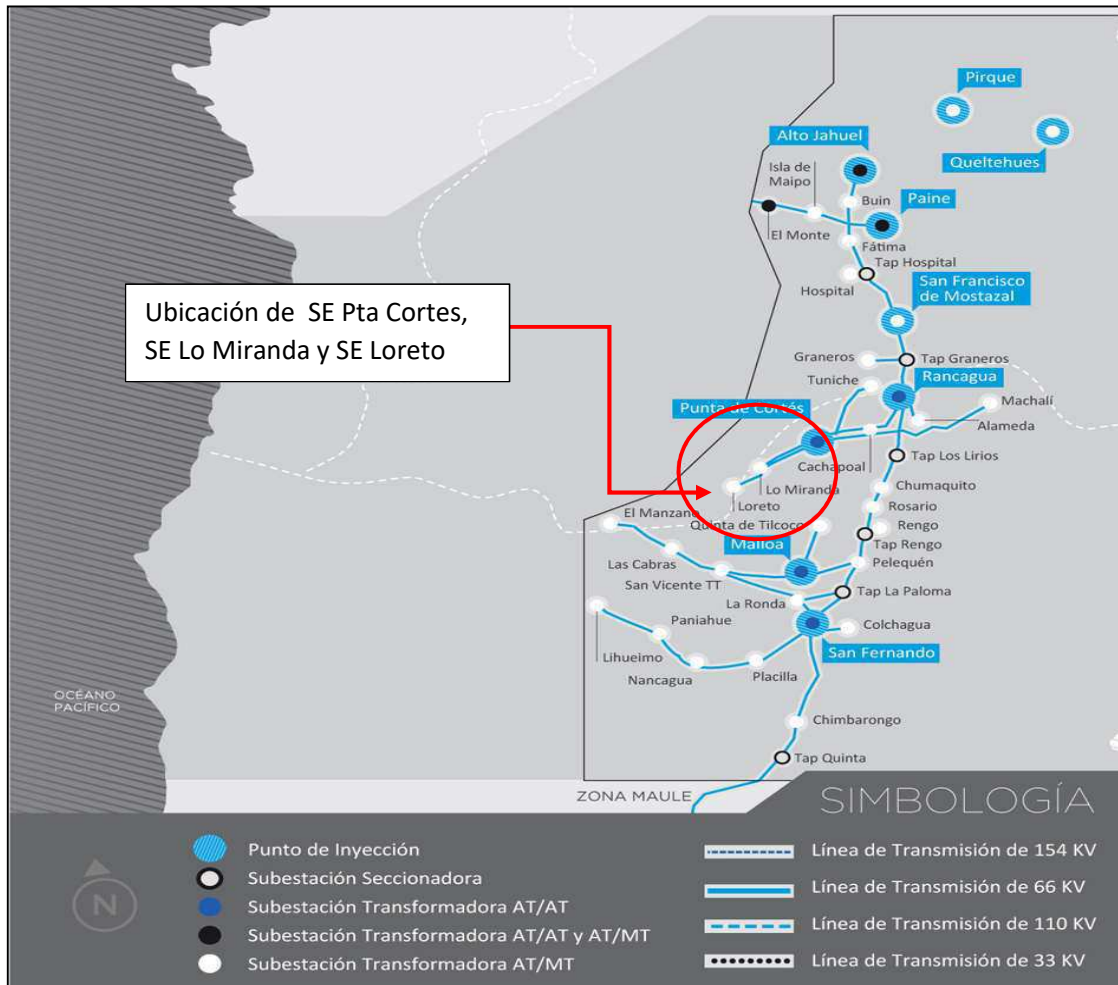 Pirque
Alto Jahuel
Queltehues
Isla de
Maipo
Buin
Paine
El Monte
Fátima
Tap Hospital
Hospital
San Francisco
de Mostazal
Ubicación de SE Pta Cortes,
SE Lo Miranda y SE Loreto
Graneros
Tap Graneros
Tuniche
Rancagua
Machalí
Punta de Cortés
Alameda
Cachapoal
Tap Los Lirios
Lo Miranda
Loreto
Chumaquito
El Manzano
Rosario
Quinta de Tilcoco
Rengo
Malloa
Tap Rengo
Las Cabras
Pelequén
San Vicente TT
Tap La Paloma
La Ronda
Paniahue
Colchagua
Lihueimo
San Fernando
Nancagua
Placilla
OCÉANO
PACÍFICO
Chimbarongo
Tap Quinta
ZONA MAULE
SIMBOLOGÍA
N
Punto de Inyección
Subestación Seccionadora
Subestación Transformadora AT/AT
Subestación Transformadora AT/AT y AT/MT
Subestación Transformadora AT/MT
Línea de Transmisión de 154 KV
Línea de Transmisión de 66 KV
Línea de Transmisión de 110 KV
Línea de Transmisión de 33 KV